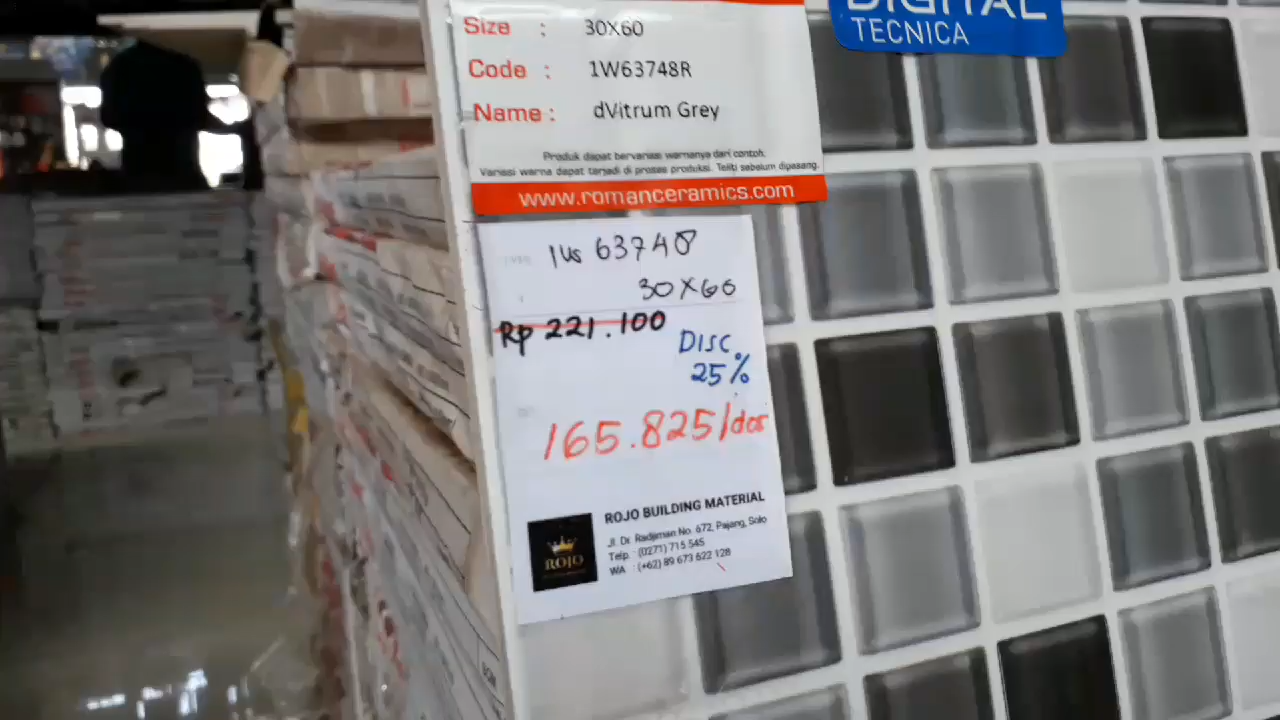 DIGITAL
TECNICA
Size : 30X60
Code : 1W63748R
Name : dVitrum Grey
Produk dapat bervariasi warnanya dari contoh.
Variasi warna dapat terjadi di proses produksi. Teliti sebelum dipasang.
www.romanceramics.com
63748
30X60
Rp 221.100
DISC
25%
165.825/dos
ROJO BUILDING MATERIAL
Jl. Dr. Radjiman No. 672, Pajang, Solo
Telp. : (0271) 715 545
WA : (+62) 89 673 622 128
ROJO